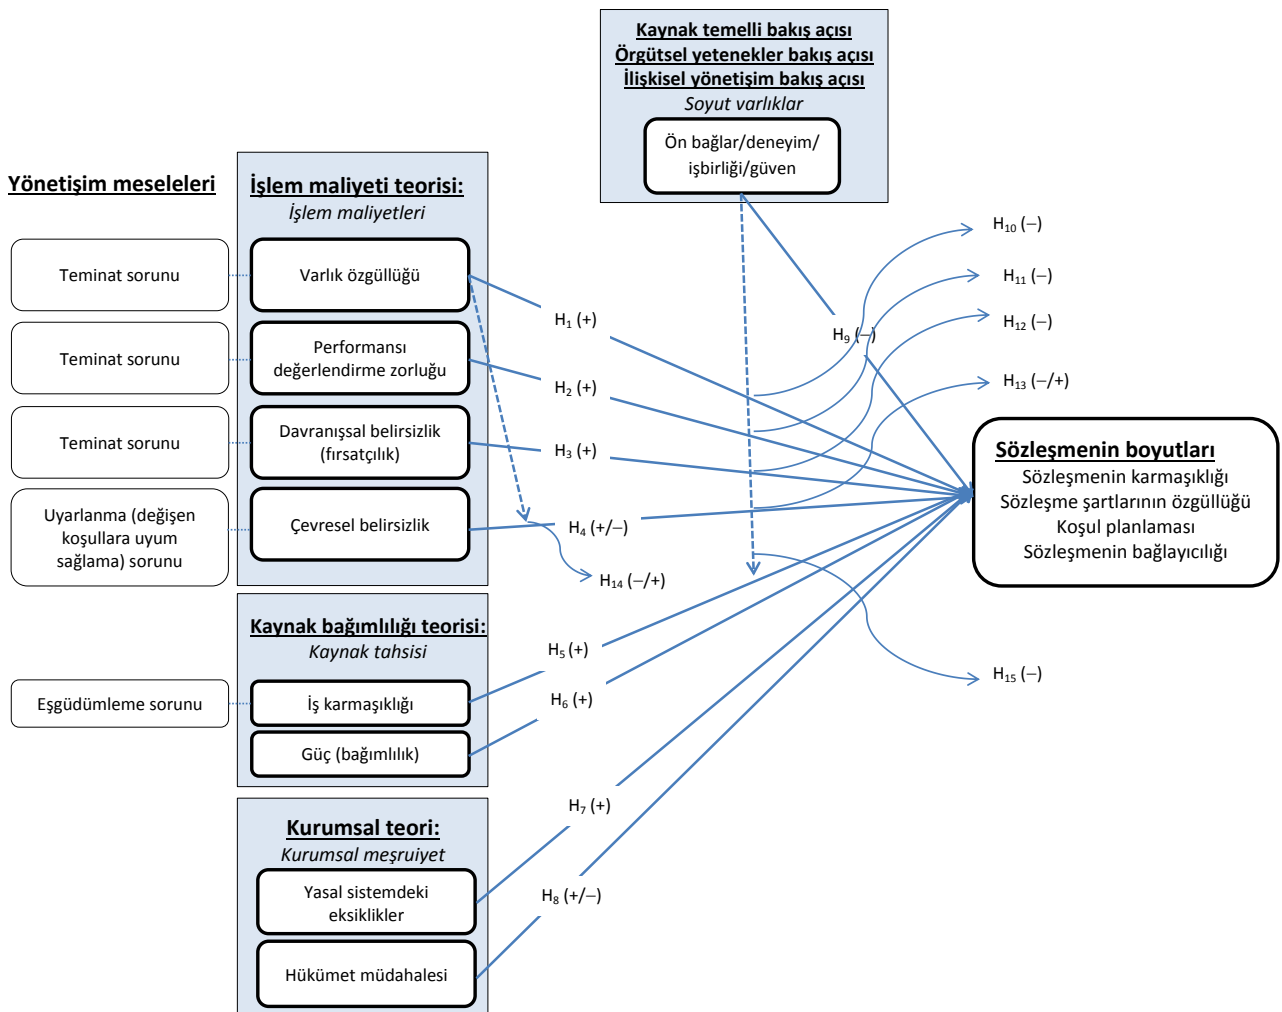 Kaynak temelli bakış açısı
Örgütsel yetenekler bakış açısı
İlişkisel yönetişim bakış açısı
Soyut varlıklar
Ön bağlar/deneyim/
işbirliği/güven
Yönetişim meseleleri
İşlem maliyeti teorisi:
İşlem maliyetleri
Teminat sorunu
Varlık özgüllüğü
Teminat sorunu
Performansı
değerlendirme zorluğu
Teminat sorunu
Davranışsal belirsizlik
(fırsatçılık)
Uyarlanma (değişen
koşullara uyum
sağlama) sorunu
Çevresel belirsizlik
Kaynak bağımlılığı teorisi:
Kaynak tahsisi
Eşgüdümleme sorunu
İş karmaşıklığı
Güç (bağımlılık)
Kurumsal teori:
Kurumsal meşruiyet
Yasal sistemdeki
eksiklikler
Hükümet müdahalesi
H1 (+)
H2 (+)
H3 (+)
H4 (+/−)
H14 (−/+)
H5 (+)
H6 (+)
H7 (+)
H8 (+/−)
H9 (−)
H10 (−)
H11 (−)
H12 (−)
H13 (−/+)
H15 (−)
Sözleşmenin boyutları
Sözleşmenin karmaşıklığı
Sözleşme şartlarının özgüllüğü
Koşul planlaması
Sözleşmenin bağlayıcılığı